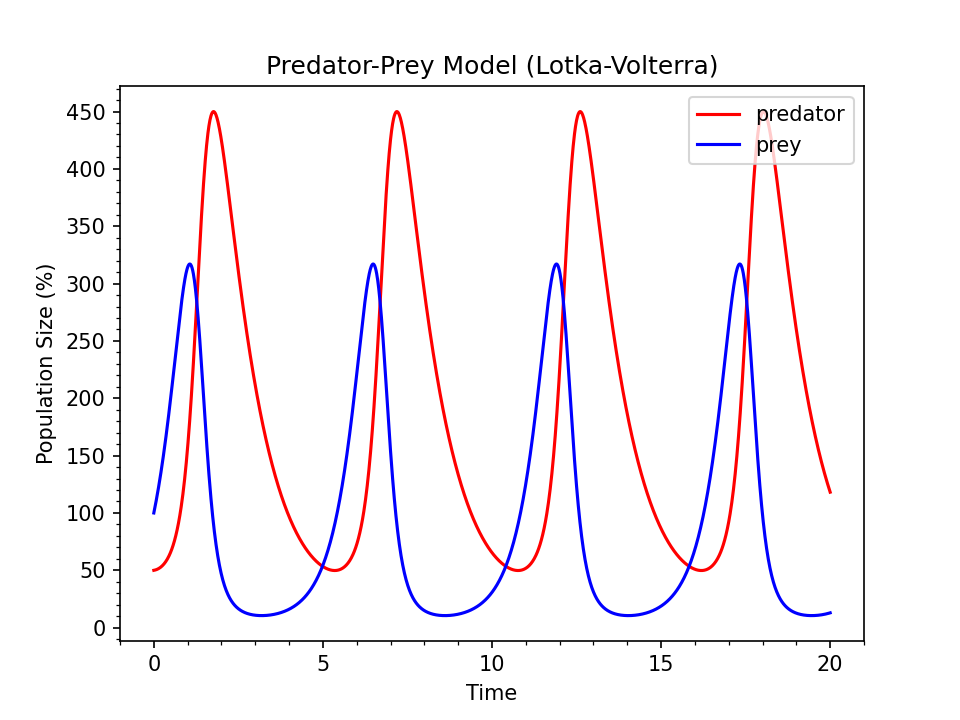 Predator-Prey Model (Lotka-Volterra)
predator
prey
Population Size (%)
450
400
350
300
250
200
150
100
50
0
0 5 10 15 20
Time